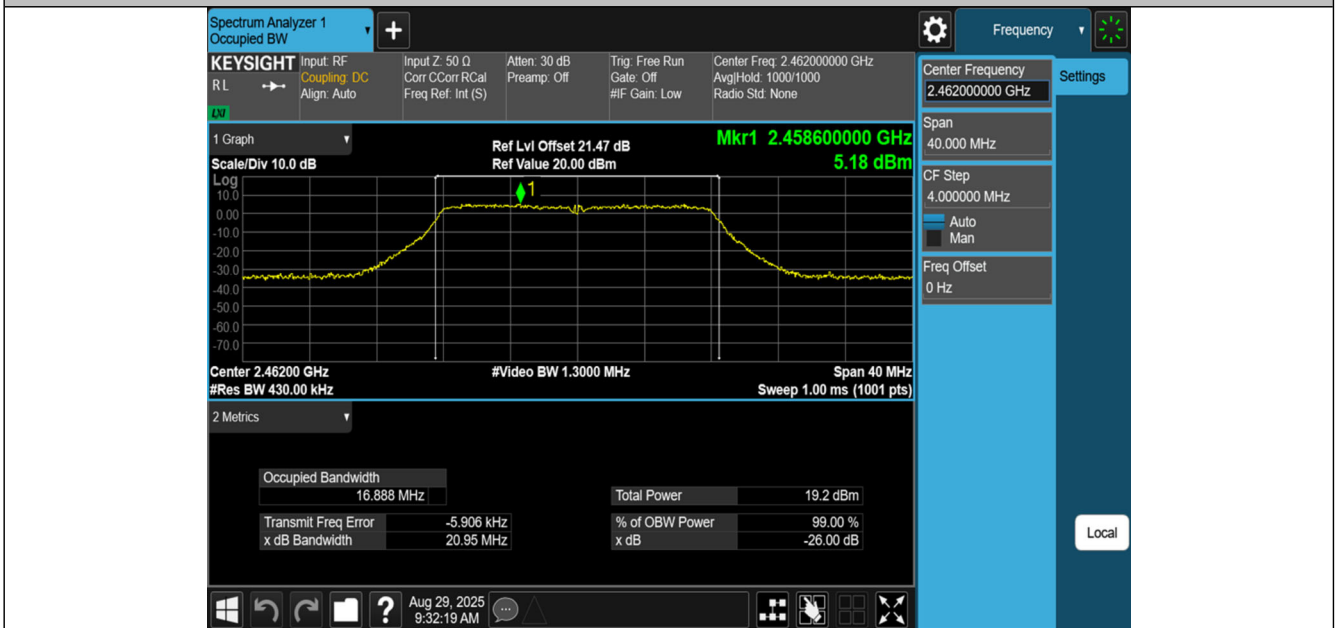 Spectrum Analyzer 1
Occupied BW
+
Frequency
KEYSIGHT
RL
LXI
Input: RF
Coupling: DC
Align: Auto
Input Z: 50 Ω
Corr CCorr RCal
Freq Ref: Int (S)
Atten: 30 dB
Preamp: Off
Trig: Free Run
Gate: Off
#IF Gain: Low
Center Freq: 2.462000000 GHz
Avg|Hold: 1000/1000
Radio Std: None
Center Frequency
2.462000000 GHz
Settings
Span
40.000 MHz
CF Step
4.000000 MHz
Auto
Man
Freq Offset
0 Hz
Local
1 Graph
Scale/Div 10.0 dB
Ref Lvl Offset 21.47 dB
Ref Value 20.00 dBm
Mkr1 2.458600000 GHz
5.18 dBm
Log
10.0
0.00
-10.0
-20.0
-30.0
-40.0
-50.0
-60.0
-70.0
1
Center 2.46200 GHz
#Video BW 1.3000 MHz
Span 40 MHz
#Res BW 430.00 kHz
Sweep 1.00 ms (1001 pts)
2 Metrics
Occupied Bandwidth
16.888 MHz
Total Power 19.2 dBm
Transmit Freq Error -5.906 kHz
% of OBW Power 99.00 %
x dB Bandwidth 20.95 MHz
x dB -26.00 dB
?
Aug 29, 2025
9:32:19 AM